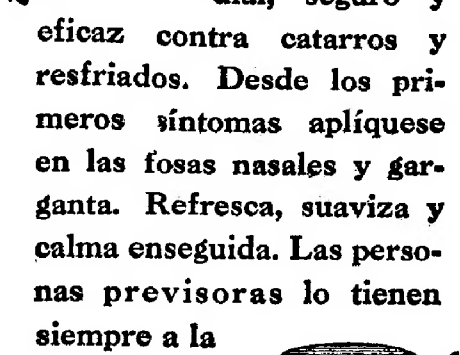 seguro y
eficaz contra catarros y
resfriados. Desde los pri-
meros síntomas aplíquese
en las fosas nasales y gar-
ganta. Refresca, suaviza y
calma enseguida. Las perso-
nas previsoras lo tienen
siempre a la